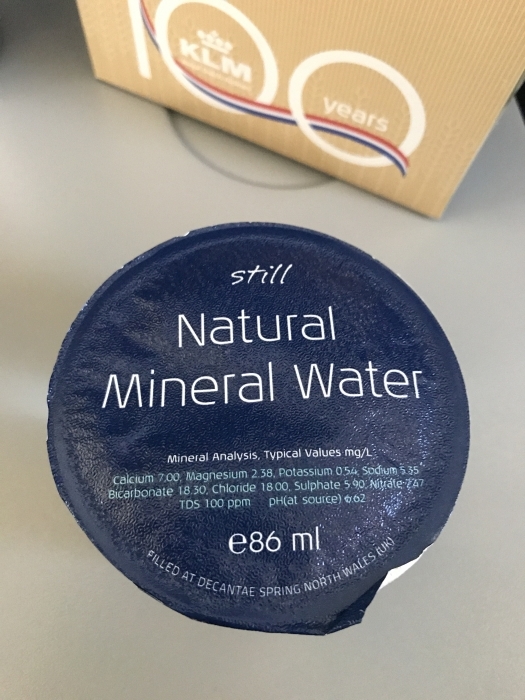 100
KLM
years
still
Natural
Mineral Water
Mineral Analysis, Typical Values mg/L
Calcium 7.00, Magnesium 2.38, Potassium 0.54, Sodium 5.35
Bicarbonate 18.30, Chloride 18.00, Sulphate 5.90, Nitrate 7.47
TDS 100 ppm pH(at source) 6.62
e86 ml
FILLED AT DECANTAE SPRING NORTH WALES (UK)